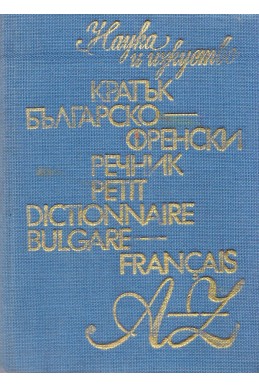 Наука
и изкуство
КРАТЪК
БЪЛГАРСКО—
ФРЕНСКИ
— РЕЧНИК
PETIT
DICTIONNAIRE
BULGARE—
FRANÇAIS
A–Z